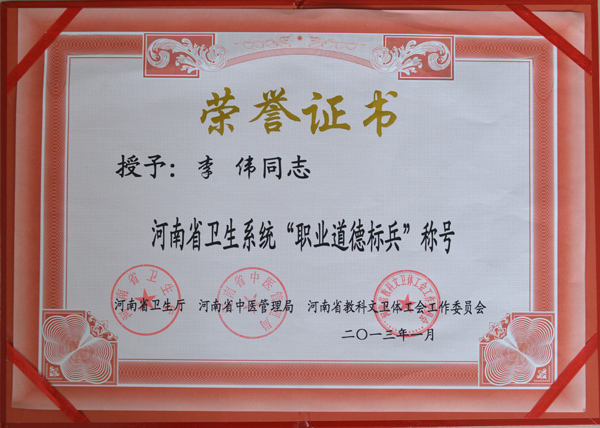 荣誉证书
授予：李 伟同志
河南省卫生系统“职业道德标兵”称号
河南省卫生厅 河南省中医管理局 河南省教科文卫体工会工作委员会
二〇一三年一月